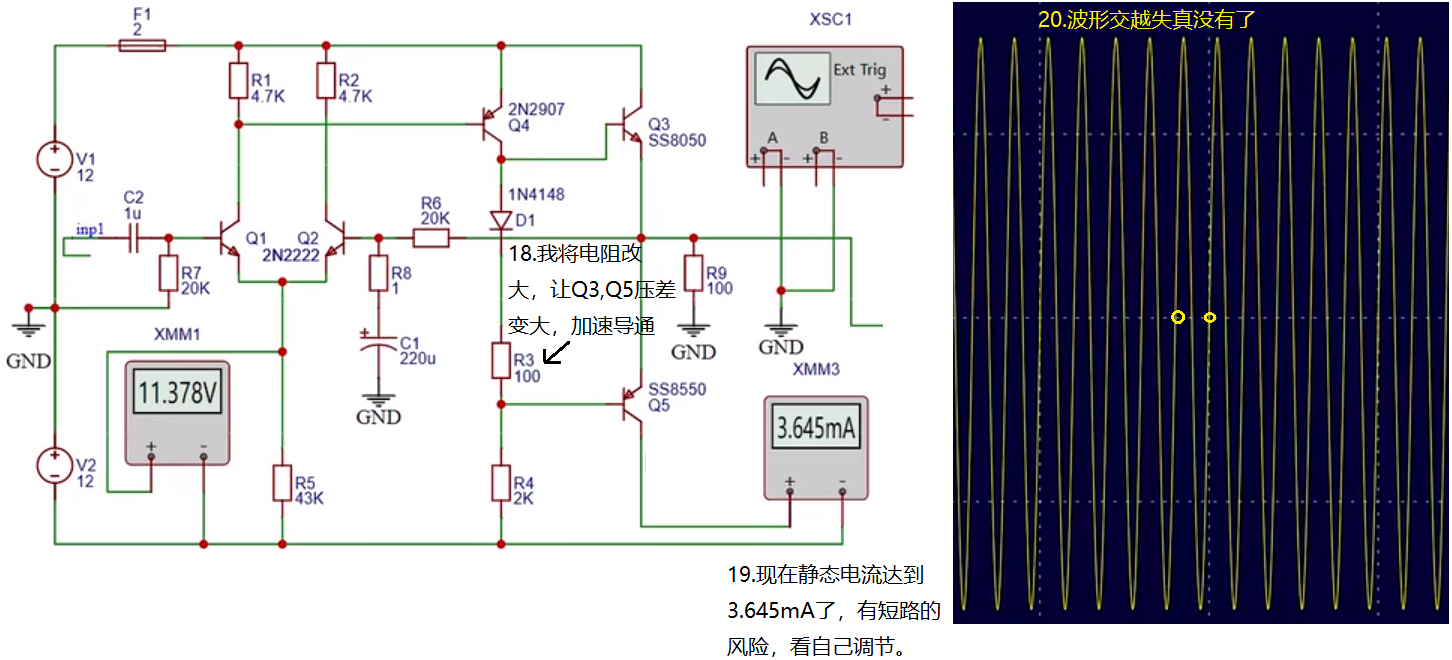 F1
2
XSC1
20.波形交越失真没有了
R1
4.7K
R2
4.7K
2N2907
Q4
Q3
SS8050
Ext Trig
+
-
A
B
+
-
+
-
V1
12
C2
1u
inp1
Q1
Q2
2N2222
R6
20K
1N4148
D1
R7
20K
R8
1
18.我将电阻改
大，让Q3,Q5压差
变大，加速导通
R9
100
GND
XMM1
C1
220u
R3
100
GND
GND
XMM3
11.378V
+
-
GND
SS8550
Q5
3.645mA
+
-
V2
12
R5
43K
R4
2K
19.现在静态电流达到
3.645mA了，有短路的
风险，看自己调节。